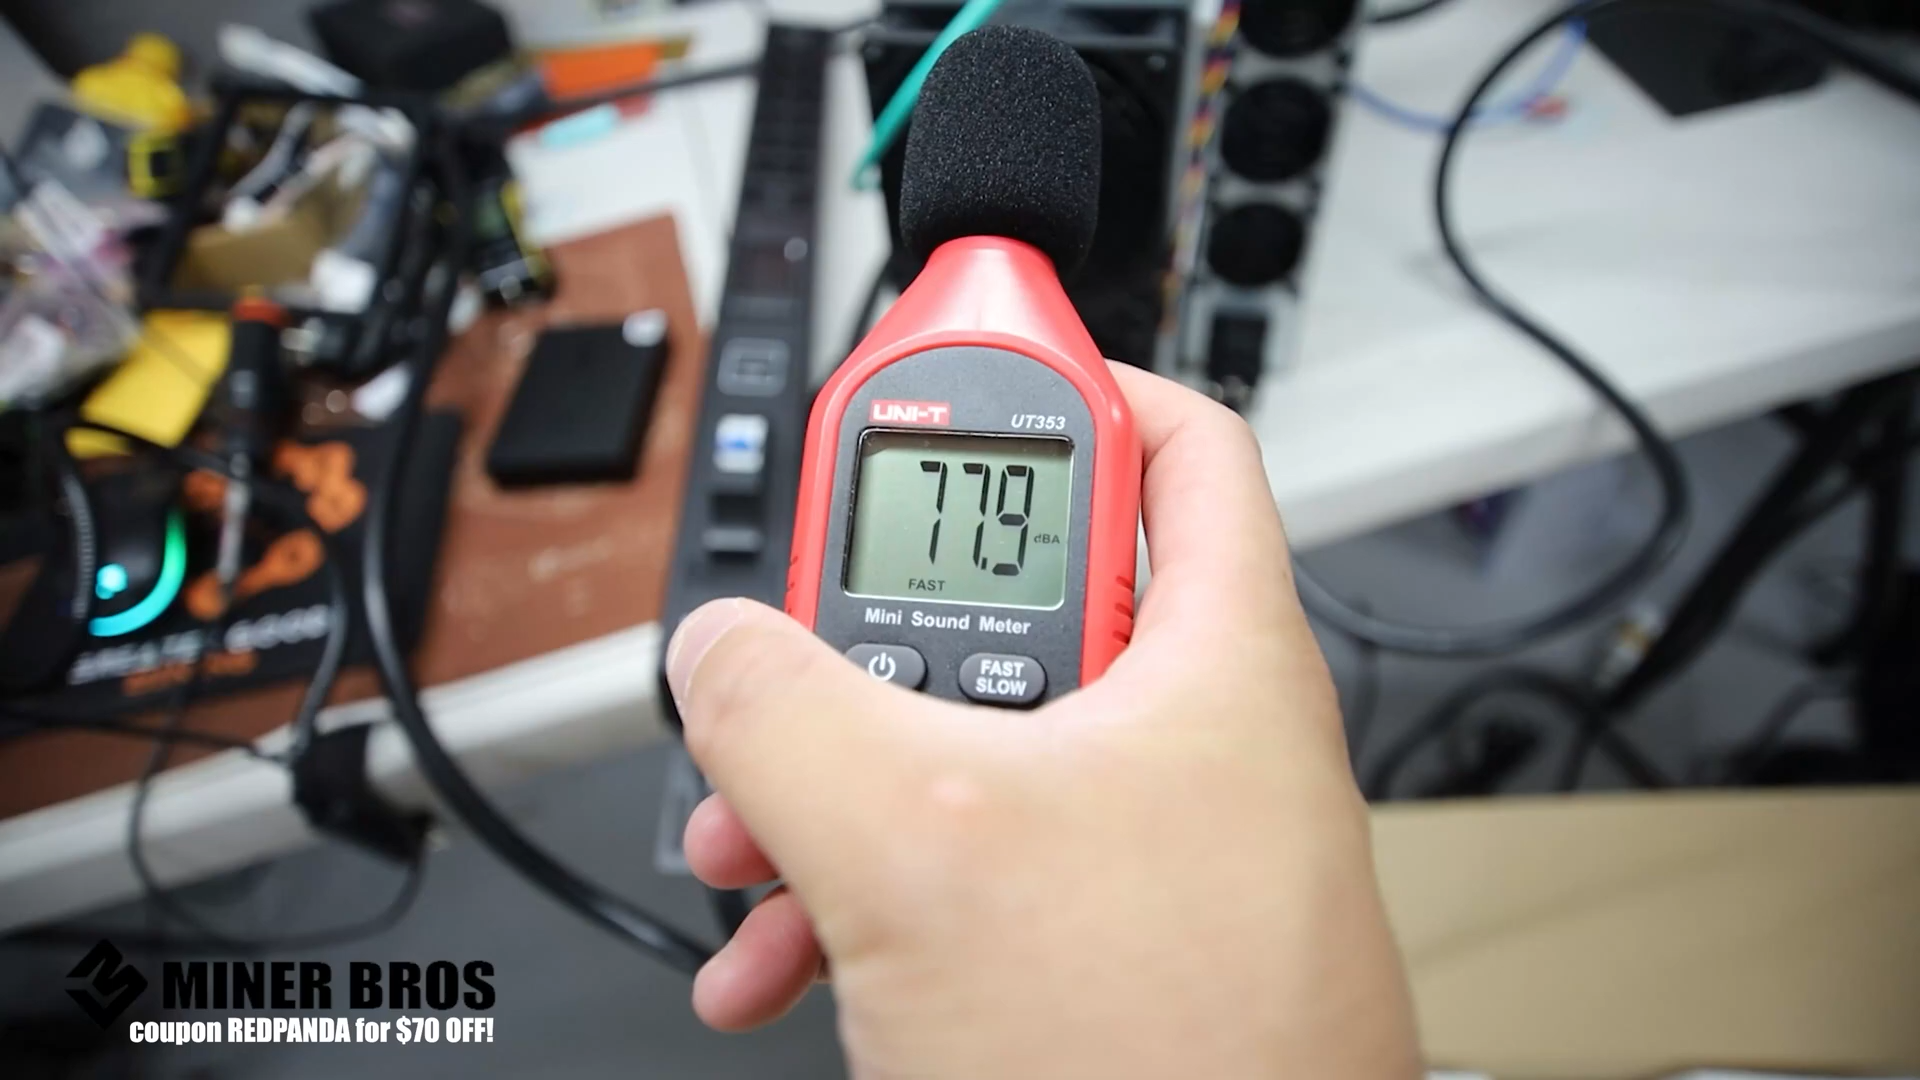 UNI-T
UT353
77.9
dBA
FAST
Mini Sound Meter
FAST
SLOW
MINER BROS
coupon REDPANDA for $70 OFF!